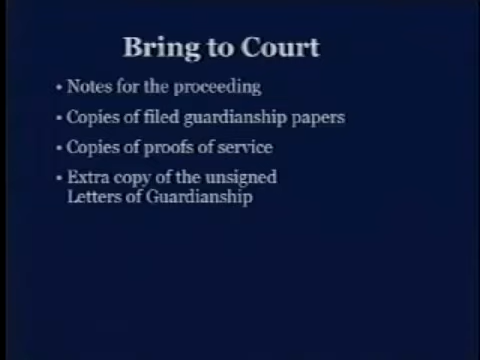 Bring to Court
• Notes for the proceeding
• Copies of filed guardianship papers
• Copies of proofs of service
• Extra copy of the unsigned
Letters of Guardianship